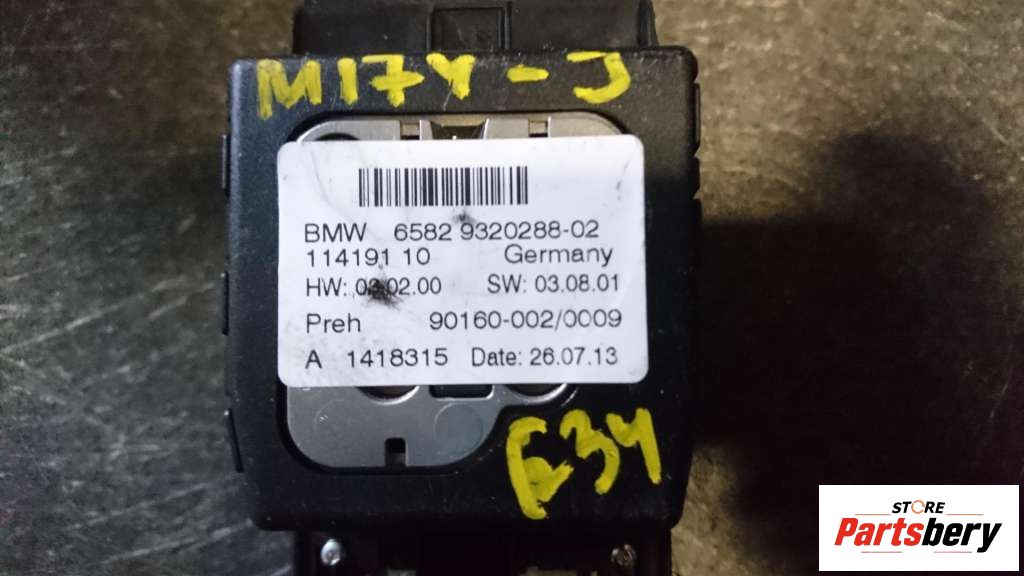 M174-J
BMW 6582 9320288-02
114191 10 Germany
HW: 03.02.00 SW: 03.08.01
Preh 90160-002/0009
A 1418315 Date: 26.07.13
E34
STORE
Partsbery